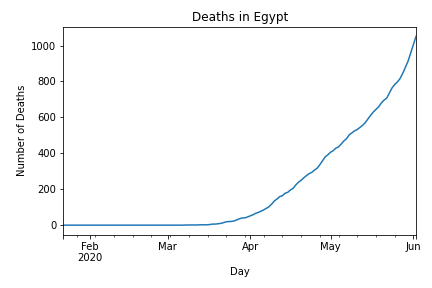 Deaths in Egypt
Number of Deaths
1000
800
600
400
200
0
Feb
2020
Mar
Apr
May
Jun
Day